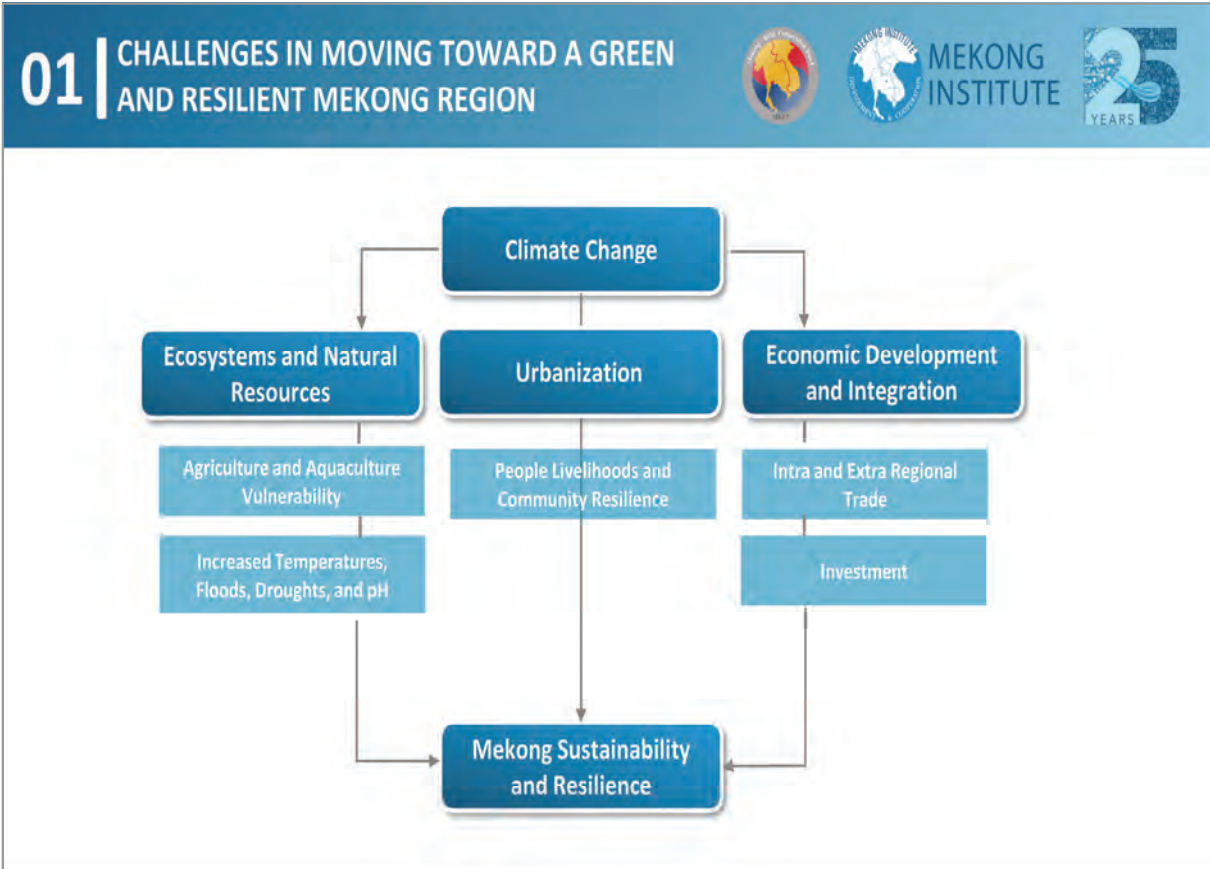 01
CHALLENGES IN MOVING TOWARD A GREEN
AND RESILIENT MEKONG REGION
MEKONG INSTITUTE
MEKONG
INSTITUTE
25
YEARS
Climate Change
Ecosystems and Natural
Resources
Urbanization
Economic Development
and Integration
Agriculture and Aquaculture
Vulnerability
People Livelihoods and
Community Resilience
Intra and Extra Regional
Trade
Increased Temperatures,
Floods, Droughts, and pH
Investment
Mekong Sustainability
and Resilience